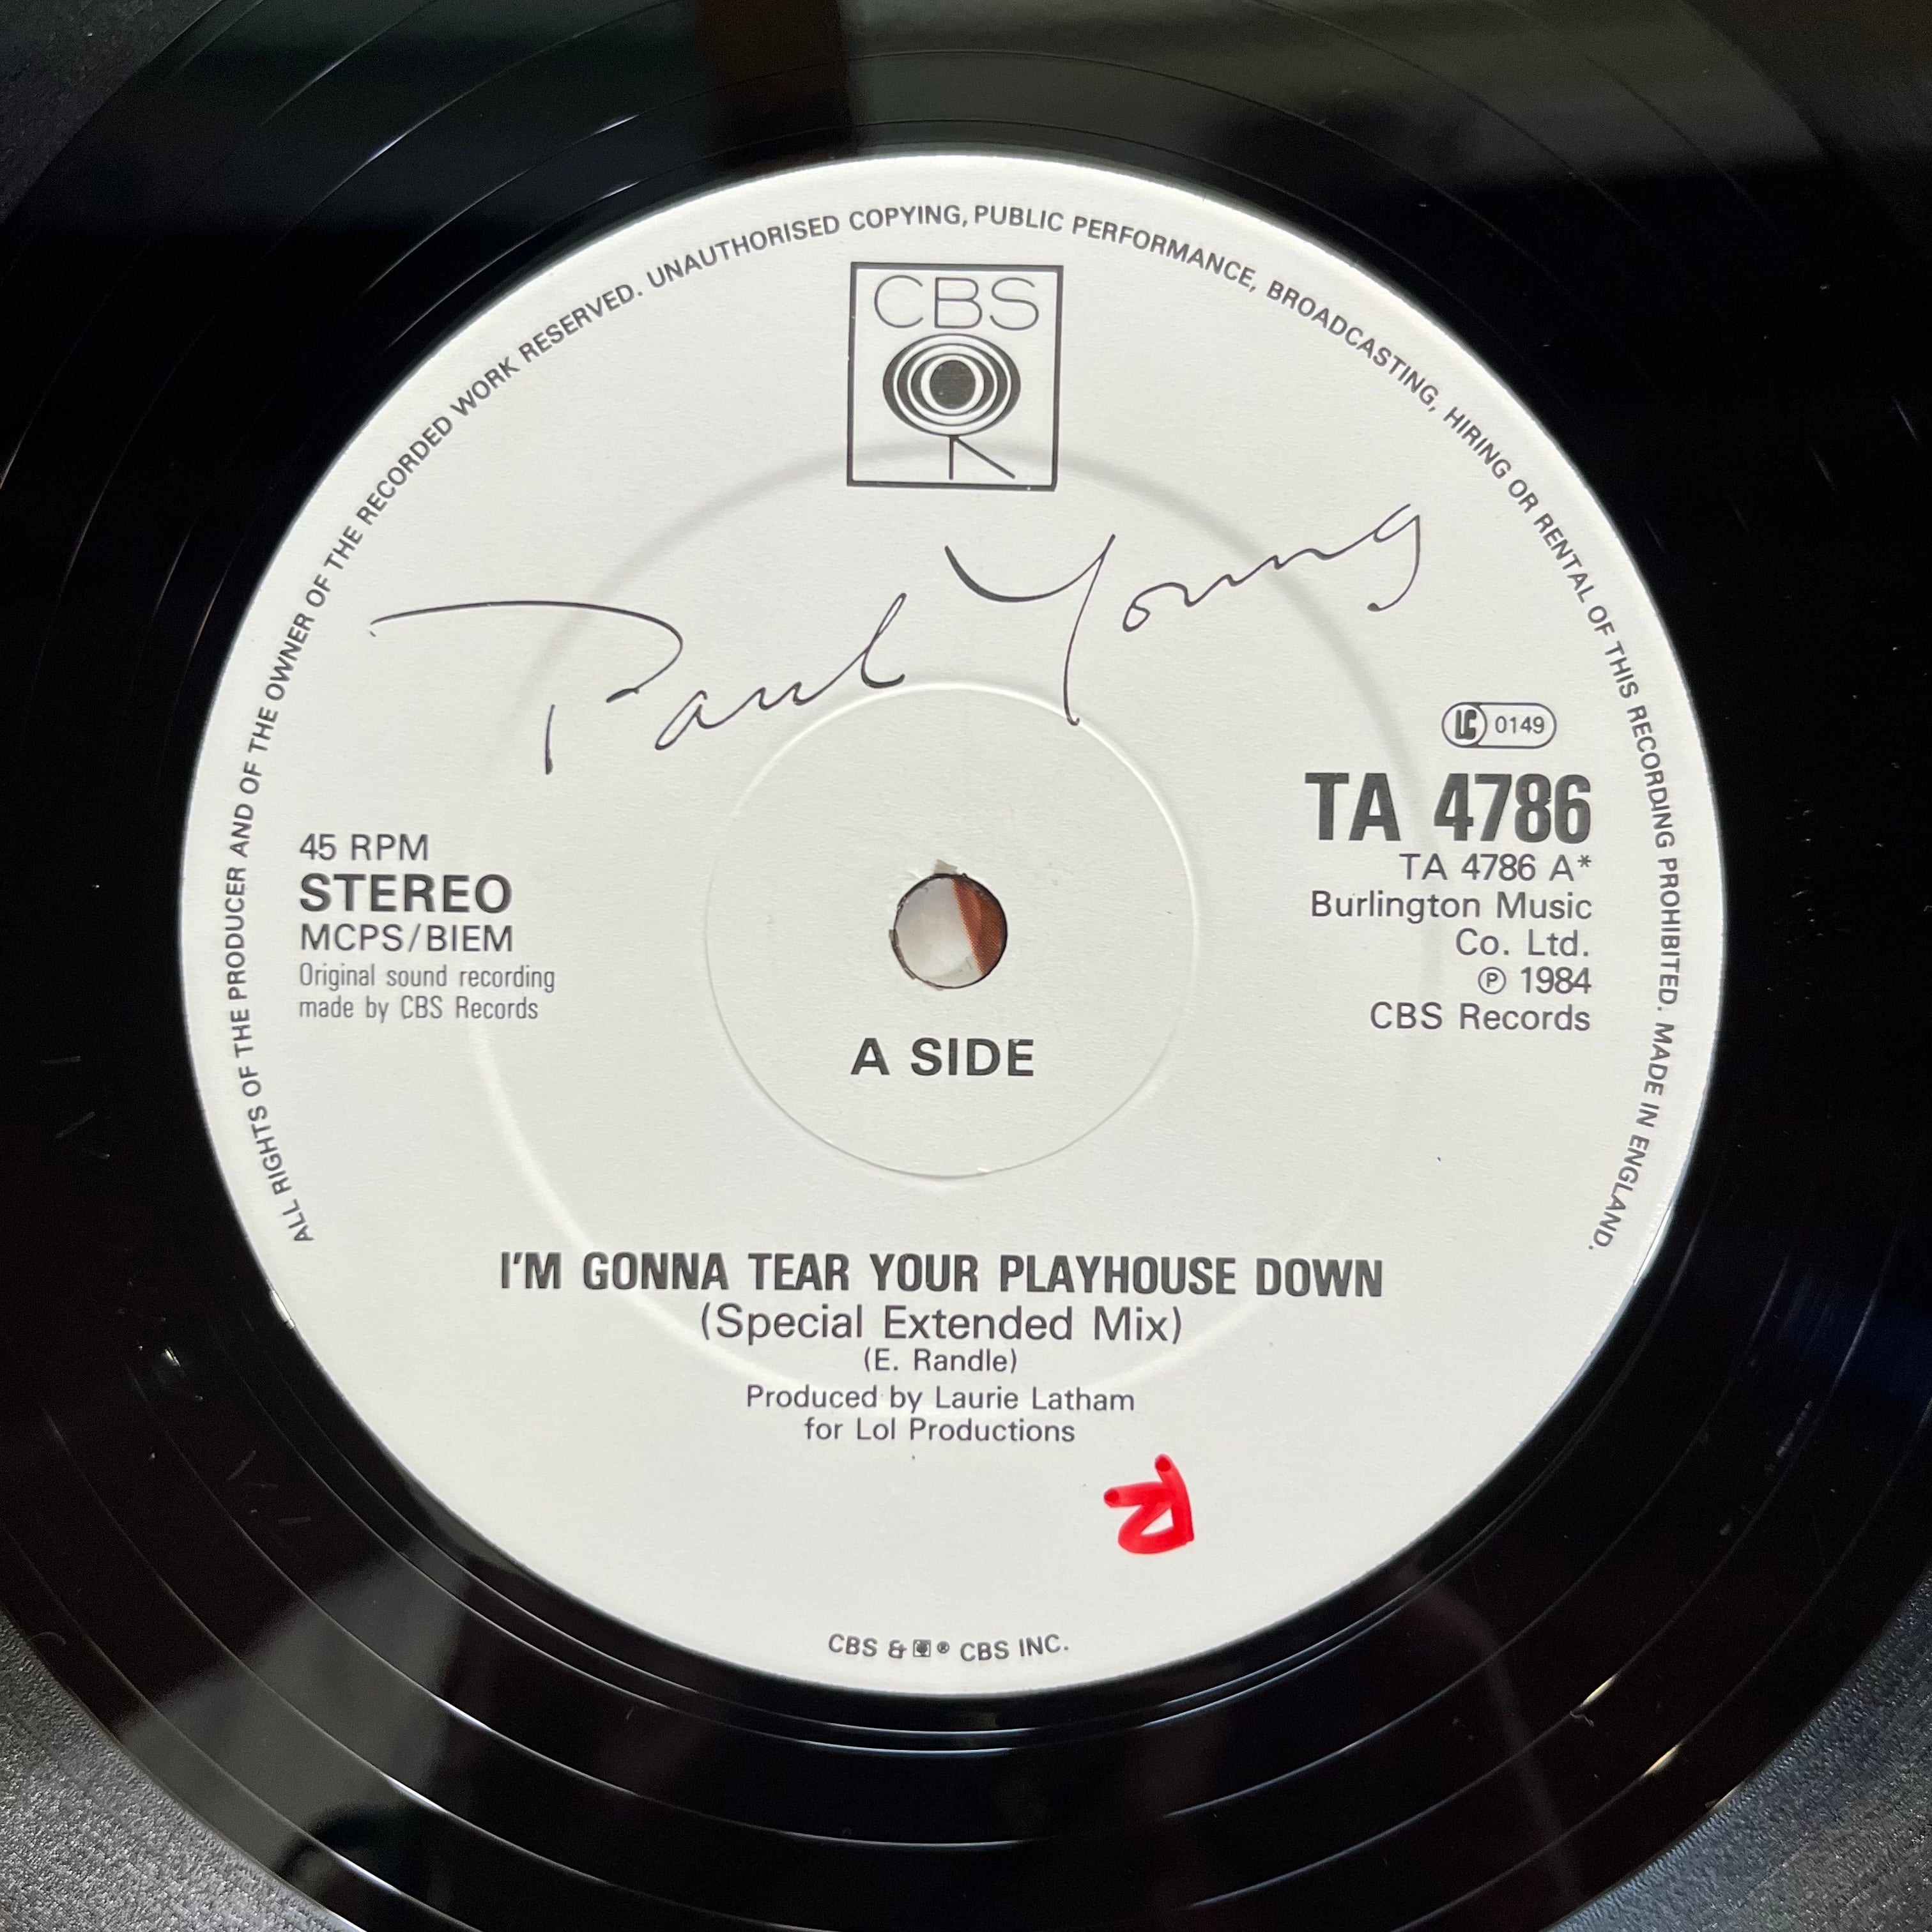 ALL RIGHTS OF THE PRODUCER AND OF THE OWNER OF THE RECORDED WORK RESERVED. UNAUTHORISED COPYING, PUBLIC PERFORMANCE, BROADCASTING, HIRING OR RENTAL OF THIS RECORDING PROHIBITED. MADE IN ENGLAND.
CBS
Paul Young
LC 0149
TA 4786
TA 4786 A*
Burlington Music
Co. Ltd.
Ⓟ 1984
CBS Records
45 RPM
STEREO
MCPS/BIEM
Original sound recording
made by CBS Records
A SIDE
I'M GONNA TEAR YOUR PLAYHOUSE DOWN
(Special Extended Mix)
(E. Randle)
Produced by Laurie Latham
for Lol Productions
R
CBS & ® CBS INC.